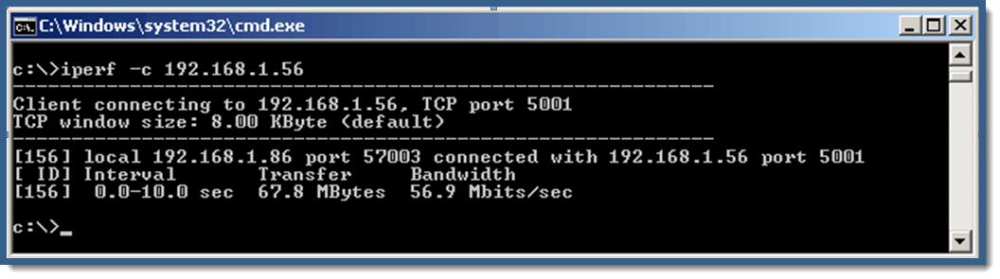 C:\Windows\system32\cmd.exe
c:\>iperf -c 192.168.1.56
------------------------------------------------------------
Client connecting to 192.168.1.56, TCP port 5001
TCP window size: 8.00 KByte (default)
------------------------------------------------------------
[156] local 192.168.1.86 port 57003 connected with 192.168.1.56 port 5001
[ ID] Interval       Transfer     Bandwidth
[156]  0.0-10.0 sec  67.8 MBytes  56.9 Mbits/sec
c:\>_